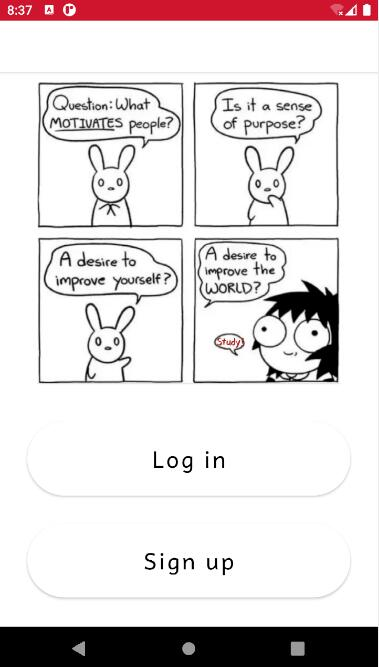 8:37
Question: What
MOTIVATES people?
Is it a sense
of purpose?
A desire to
improve yourself?
A desire to
improve the
WORLD?
Study!
Log in
Sign up